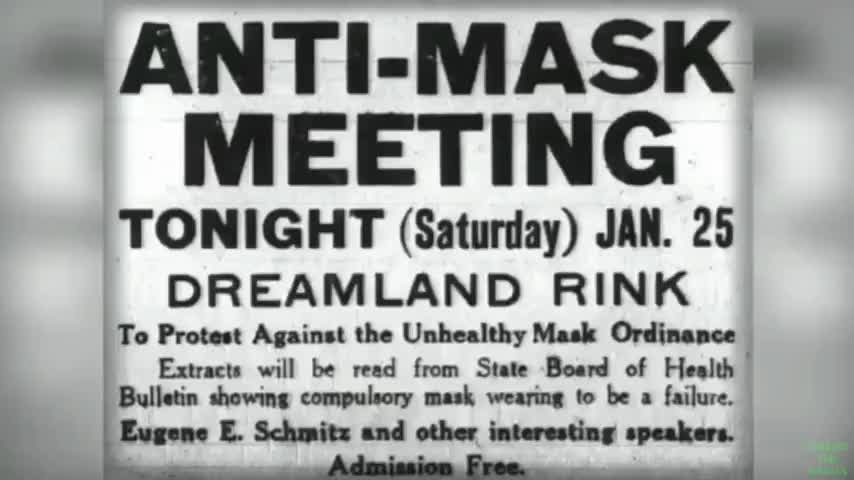 ANTI-MASK
MEETING
TONIGHT (Saturday) JAN. 25
DREAMLAND RINK
To Protest Against the Unhealthy Mask Ordinance
Extracts will be read from State Board of Health
Bulletin showing compulsory mask wearing to be a failure.
Eugene E. Schmitz and other interesting speakers.
Admission Free.